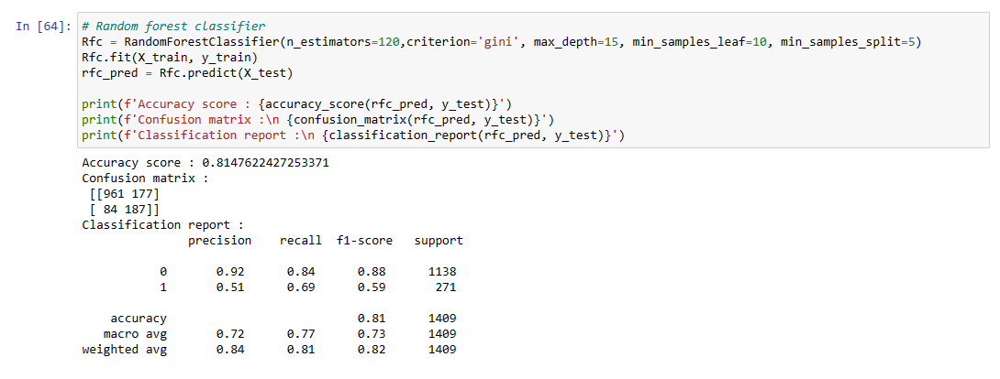 In [64]: # Random forest classifier
Rfc = RandomForestClassifier(n_estimators=120,criterion='gini', max_depth=15, min_samples_leaf=10, min_samples_split=5)
Rfc.fit(X_train, y_train)
rfc_pred = Rfc.predict(X_test)

print(f'Accuracy score : {accuracy_score(rfc_pred, y_test)}')
print(f'Confusion matrix :\n {confusion_matrix(rfc_pred, y_test)}')
print(f'Classification report :\n {classification_report(rfc_pred, y_test)}')
Accuracy score : 0.8147622427253371
Confusion matrix :
[[961 177]
[ 84 187]]
Classification report :
precision recall f1-score support

0 0.92 0.84 0.88 1138
1 0.51 0.69 0.59 271

accuracy 0.81 1409
macro avg 0.72 0.77 0.73 1409
weighted avg 0.84 0.81 0.82 1409